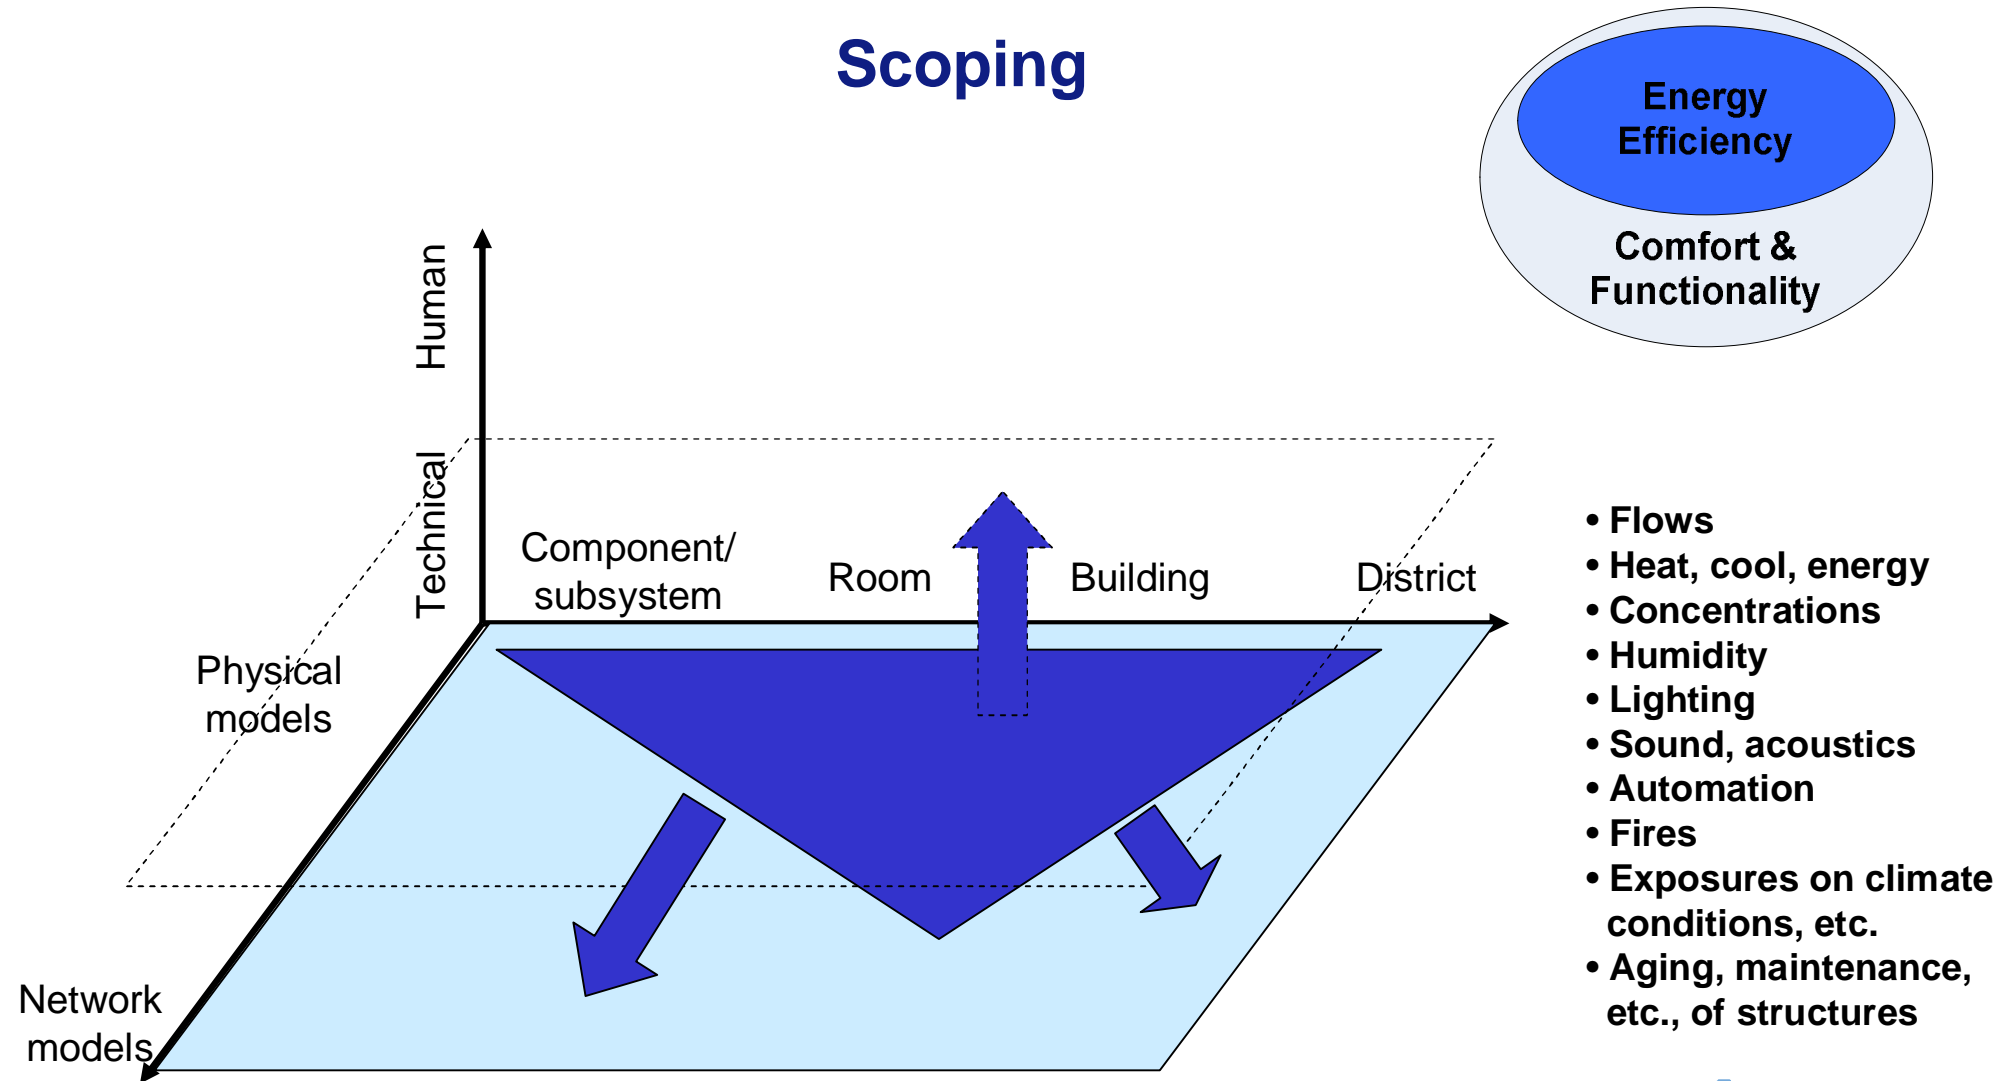 Scoping
Energy
Efficiency
Comfort &
Functionality
Human
Technical
Component/
subsystem
Room
Building
District
Physical
models
Network
models
• Flows
• Heat, cool, energy
• Concentrations
• Humidity
• Lighting
• Sound, acoustics
• Automation
• Fires
• Exposures on climate
conditions, etc.
• Aging, maintenance,
etc., of structures